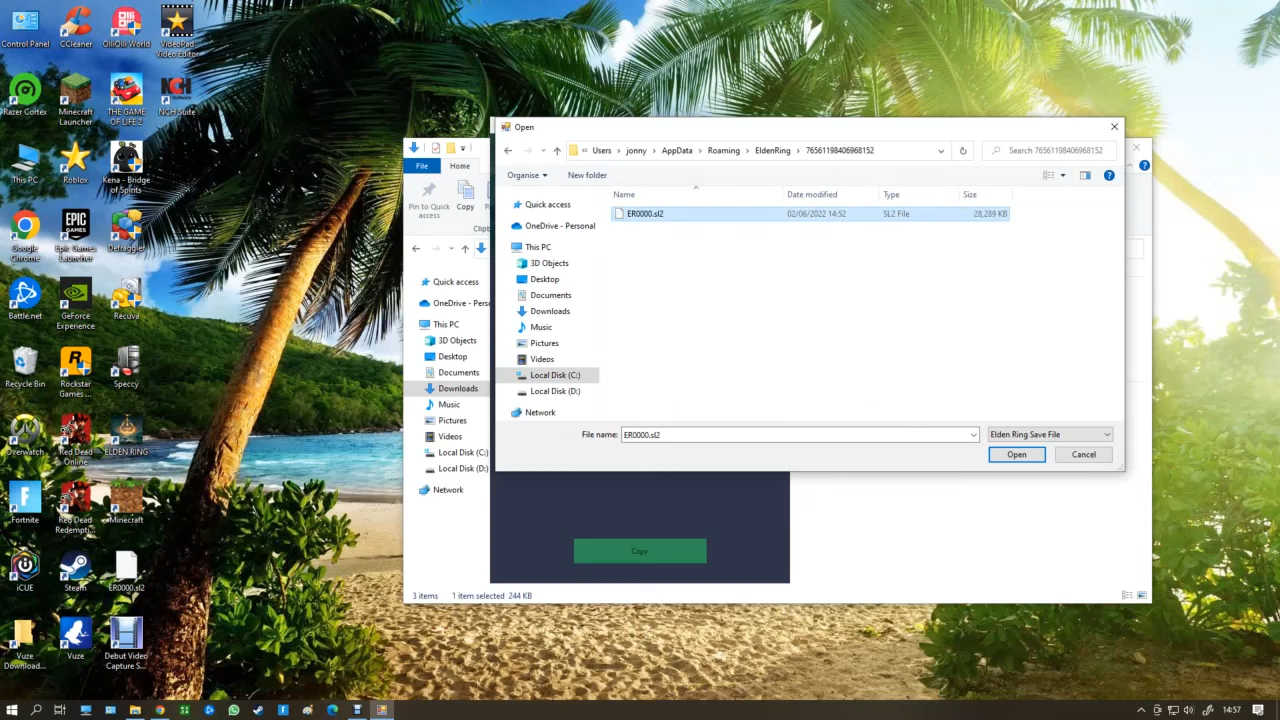 Control Panel
CCleaner
OlliOlli World
VideoPad
Video Editor
Razer Cortex
Minecraft
Launcher
THE GAME
OF LIFE 2
NCH Suite
This PC
Roblox
Kena - Bridge
of Spirits
Google
Chrome
Epic Games
Launcher
Defraggler
Battle.net
GeForce
Experience
Recuva
Recycle Bin
Rockstar
Games ...
Speccy
Overwatch
Red Dead
Online
ELDEN RING
Fortnite
Red Dead
Redempti...
Minecraft
iCUE
Steam
ER0000.sl2
Vuze
Downloads...
Vuze
Debut Video
Capture S...
File
Home
Pin to Quick
access
Copy
Clipb
Quick access
OneDrive - Pers
This PC
3D Objects
Desktop
Documents
Downloads
Music
Pictures
Videos
Local Disk (C:)
Local Disk (D:)
Network
3 items
1 item selected 244 KB
Open
« Users › jonny › AppData › Roaming › EldenRing › 76561198406968152
Search 76561198406968152
Organise
New folder
Name
Date modified
Type
Size
ER0000.sl2
02/06/2022 14:52
SL2 File
28,289 KB
Quick access
OneDrive - Personal
This PC
3D Objects
Desktop
Documents
Downloads
Music
Pictures
Videos
Local Disk (C:)
Local Disk (D:)
Network
File name:
ER0000.sl2
Elden Ring Save File
Open
Cancel
Copy
14:57